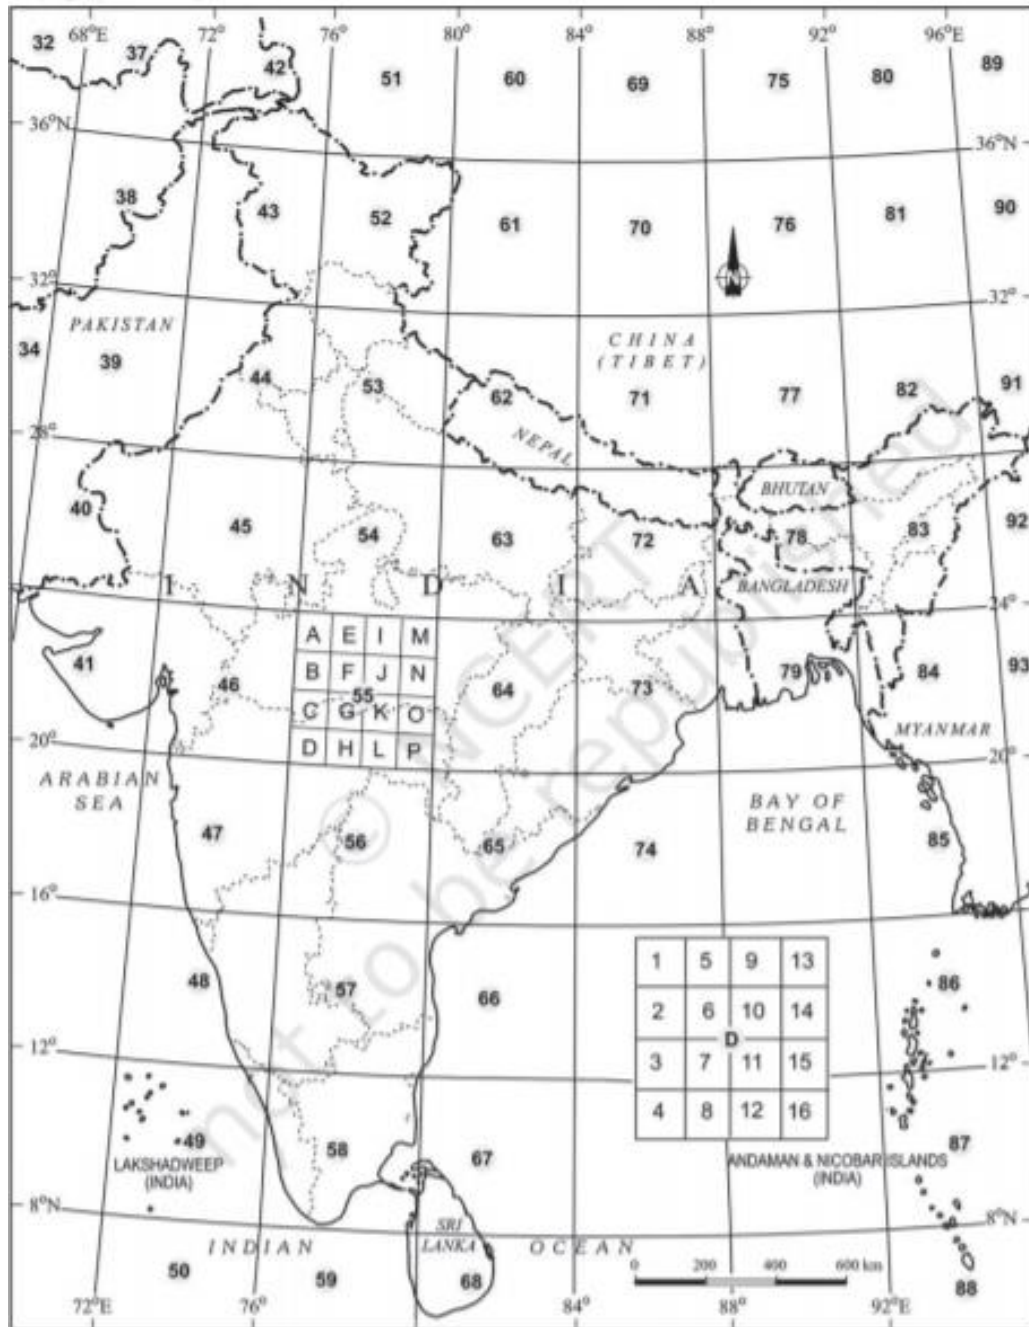 68°E 72° 76° 80° 84° 88° 92° 96°E
32 37 42 51 60 69 75 80 89
36°N 36°N
38 43 52 61 70 76 81 90
N
32° 32°
PAKISTAN
CHINA
(TIBET)
34 39 44 53 62 71 77 82 91
28°
NEPAL
BHUTAN
40 45 54 63 72 78 83 92
I N D I A
BANGLADESH
24°
A E I M
B F J N
55
C G K O
D H L P
41 46 64 73 79 84 93
MYANMAR
20° 20°
ARABIAN
SEA
BAY OF
BENGAL
47 56 65 74 85
16° 16°
1 5 9 13
2 6 10 14
D
3 7 11 15
4 8 12 16
48 57 66 86
12° 12°
49 58 67 87
LAKSHADWEEP
(INDIA)
ANDAMAN & NICOBAR ISLANDS
(INDIA)
8°N 8°N
SRI
LANKA
INDIAN OCEAN
50 59 68 88
0 200 400 600 km
72°E 76° 84° 88° 92°E
© NCERT
not to be republished